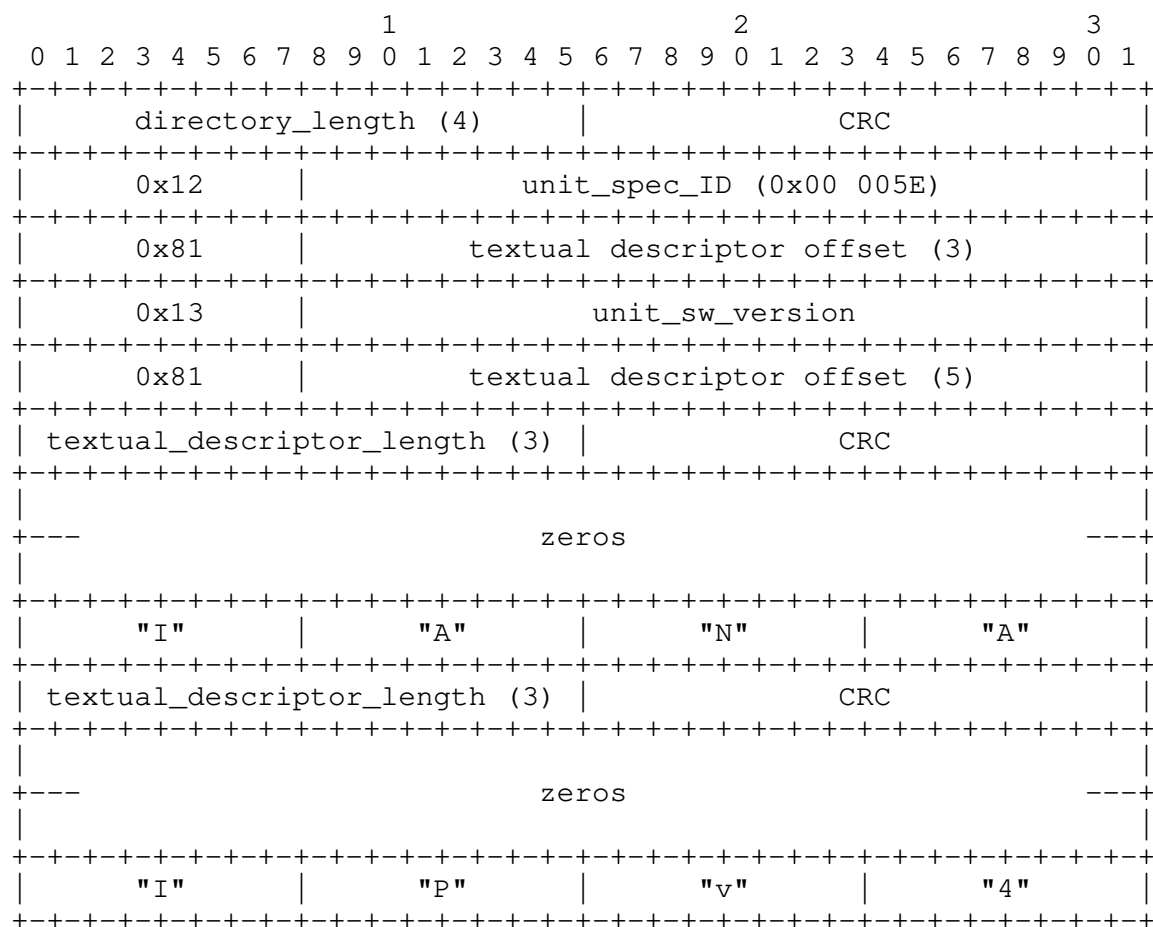 1                   2                   3
 0 1 2 3 4 5 6 7 8 9 0 1 2 3 4 5 6 7 8 9 0 1 2 3 4 5 6 7 8 9 0 1
+-+-+-+-+-+-+-+-+-+-+-+-+-+-+-+-+-+-+-+-+-+-+-+-+-+-+-+-+-+-+-+-+
|      directory_length (4)     |              CRC              |
+-+-+-+-+-+-+-+-+-+-+-+-+-+-+-+-+-+-+-+-+-+-+-+-+-+-+-+-+-+-+-+-+
|      0x12     |            unit_spec_ID (0x00 005E)           |
+-+-+-+-+-+-+-+-+-+-+-+-+-+-+-+-+-+-+-+-+-+-+-+-+-+-+-+-+-+-+-+-+
|      0x81     |         textual descriptor offset (3)         |
+-+-+-+-+-+-+-+-+-+-+-+-+-+-+-+-+-+-+-+-+-+-+-+-+-+-+-+-+-+-+-+-+
|      0x13     |                unit_sw_version                |
+-+-+-+-+-+-+-+-+-+-+-+-+-+-+-+-+-+-+-+-+-+-+-+-+-+-+-+-+-+-+-+-+
|      0x81     |         textual descriptor offset (5)         |
+-+-+-+-+-+-+-+-+-+-+-+-+-+-+-+-+-+-+-+-+-+-+-+-+-+-+-+-+-+-+-+-+
| textual_descriptor_length (3) |              CRC              |
+-+-+-+-+-+-+-+-+-+-+-+-+-+-+-+-+-+-+-+-+-+-+-+-+-+-+-+-+-+-+-+-+
|                                                               |
+---                          zeros                          ---+
|                                                               |
+-+-+-+-+-+-+-+-+-+-+-+-+-+-+-+-+-+-+-+-+-+-+-+-+-+-+-+-+-+-+-+-+
|      "I"      |      "A"      |      "N"      |      "A"      |
+-+-+-+-+-+-+-+-+-+-+-+-+-+-+-+-+-+-+-+-+-+-+-+-+-+-+-+-+-+-+-+-+
| textual_descriptor_length (3) |              CRC              |
+-+-+-+-+-+-+-+-+-+-+-+-+-+-+-+-+-+-+-+-+-+-+-+-+-+-+-+-+-+-+-+-+
|                                                               |
+---                          zeros                          ---+
|                                                               |
+-+-+-+-+-+-+-+-+-+-+-+-+-+-+-+-+-+-+-+-+-+-+-+-+-+-+-+-+-+-+-+-+
|      "I"      |      "P"      |      "v"      |      "4"      |
+-+-+-+-+-+-+-+-+-+-+-+-+-+-+-+-+-+-+-+-+-+-+-+-+-+-+-+-+-+-+-+-+